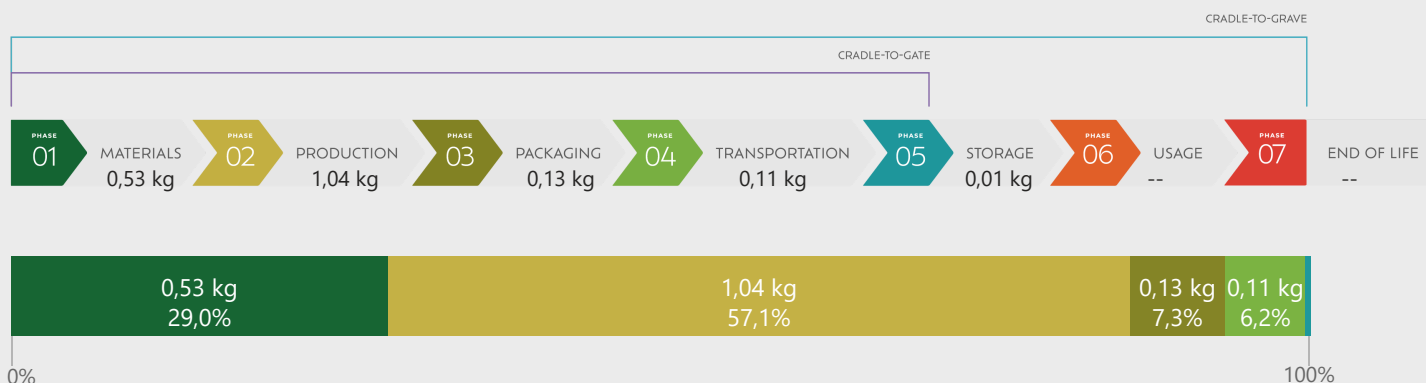 CRADLE-TO-GRAVE
CRADLE-TO-GATE
PHASE
01
MATERIALS
0,53 kg
PHASE
02
PRODUCTION
1,04 kg
PHASE
03
PACKAGING
0,13 kg
PHASE
04
TRANSPORTATION
0,11 kg
PHASE
05
STORAGE
0,01 kg
PHASE
06
USAGE
--
PHASE
07
END OF LIFE
--
0,53 kg
29,0%
1,04 kg
57,1%
0,13 kg
7,3%
0,11 kg
6,2%
0%
100%